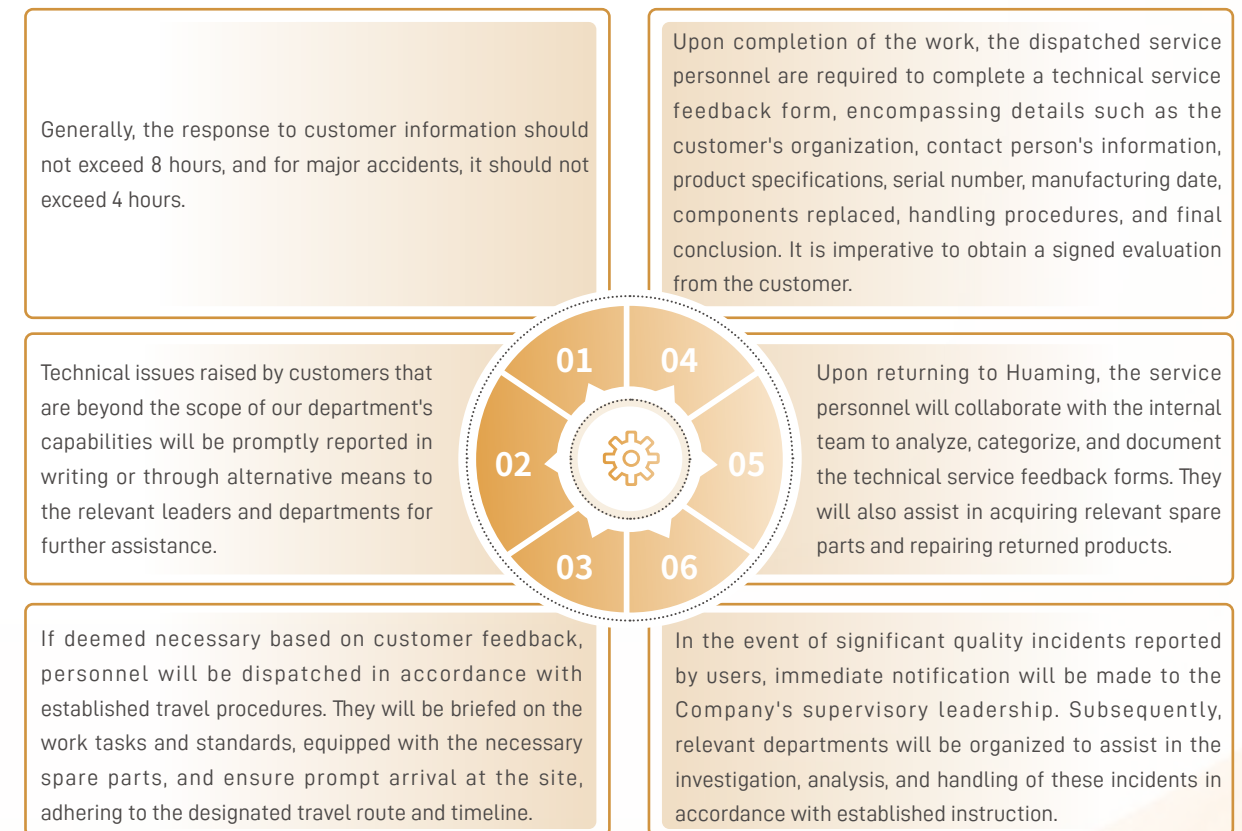 Generally, the response to customer information should
not exceed 8 hours, and for major accidents, it should not
exceed 4 hours.
Technical issues raised by customers that
are beyond the scope of our department's
capabilities will be promptly reported in
writing or through alternative means to
the relevant leaders and departments for
further assistance.
If deemed necessary based on customer feedback,
personnel will be dispatched in accordance with
established travel procedures. They will be briefed on the
work tasks and standards, equipped with the necessary
spare parts, and ensure prompt arrival at the site,
adhering to the designated travel route and timeline.
01
02
03
04
05
06
Upon completion of the work, the dispatched service
personnel are required to complete a technical service
feedback form, encompassing details such as the
customer's organization, contact person's information,
product specifications, serial number, manufacturing date,
components replaced, handling procedures, and final
conclusion. It is imperative to obtain a signed evaluation
from the customer.
Upon returning to Huaming, the service
personnel will collaborate with the internal
team to analyze, categorize, and document
the technical service feedback forms. They
will also assist in acquiring relevant spare
parts and repairing returned products.
In the event of significant quality incidents reported
by users, immediate notification will be made to the
Company's supervisory leadership. Subsequently,
relevant departments will be organized to assist in the
investigation, analysis, and handling of these incidents in
accordance with established instruction.